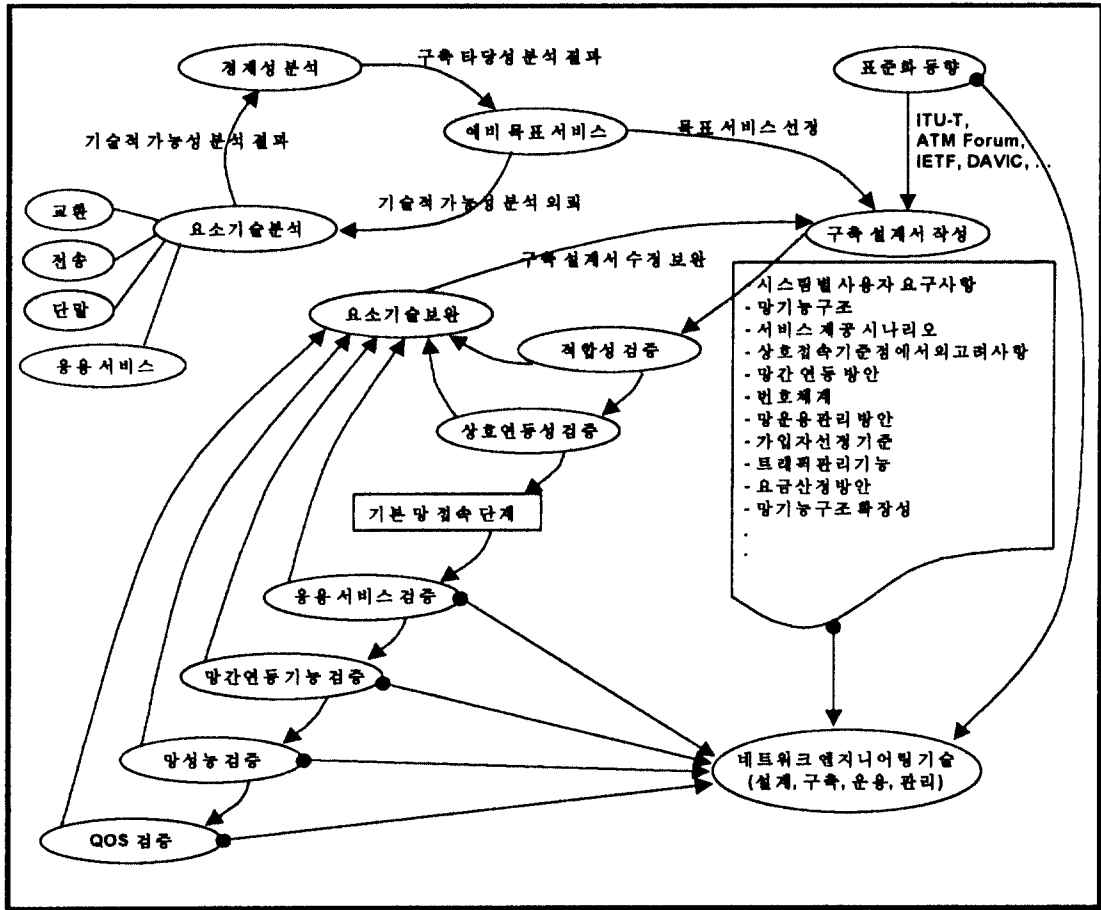 경제성 분석
구축 타당성 분석 결과
표준화 동향
기술적 가능성 분석 결과
예비 목표 서비스
목표 서비스 선정
ITU-T,
ATM Forum,
IETF, DAVIC, ...
교환
요소기술분석
기술적 가능성 분석 의뢰
구축 설계서 작성
전송
단말
응용 서비스
구축 설계서 수정 보완
요소기술보완
적합성 검증
상호연동성 검증
- 시스템별 사용자 요구사항
- 망기능구조
- 서비스 제공 시나리오
- 상호접속기준점에서의고려사항
- 망간 연동 방안
- 번호체계
- 망운용관리 방안
- 가입자선정 기준
- 트래픽관리기능
- 요금산정방안
- 망기능구조 확장성
.
.
기본 망 접속 단계
응용 서비스 검증
망간연동 기능 검증
망성능 검증
QOS 검증
네트워크 엔지니어링 기술
(설계, 구축, 운용, 관리)